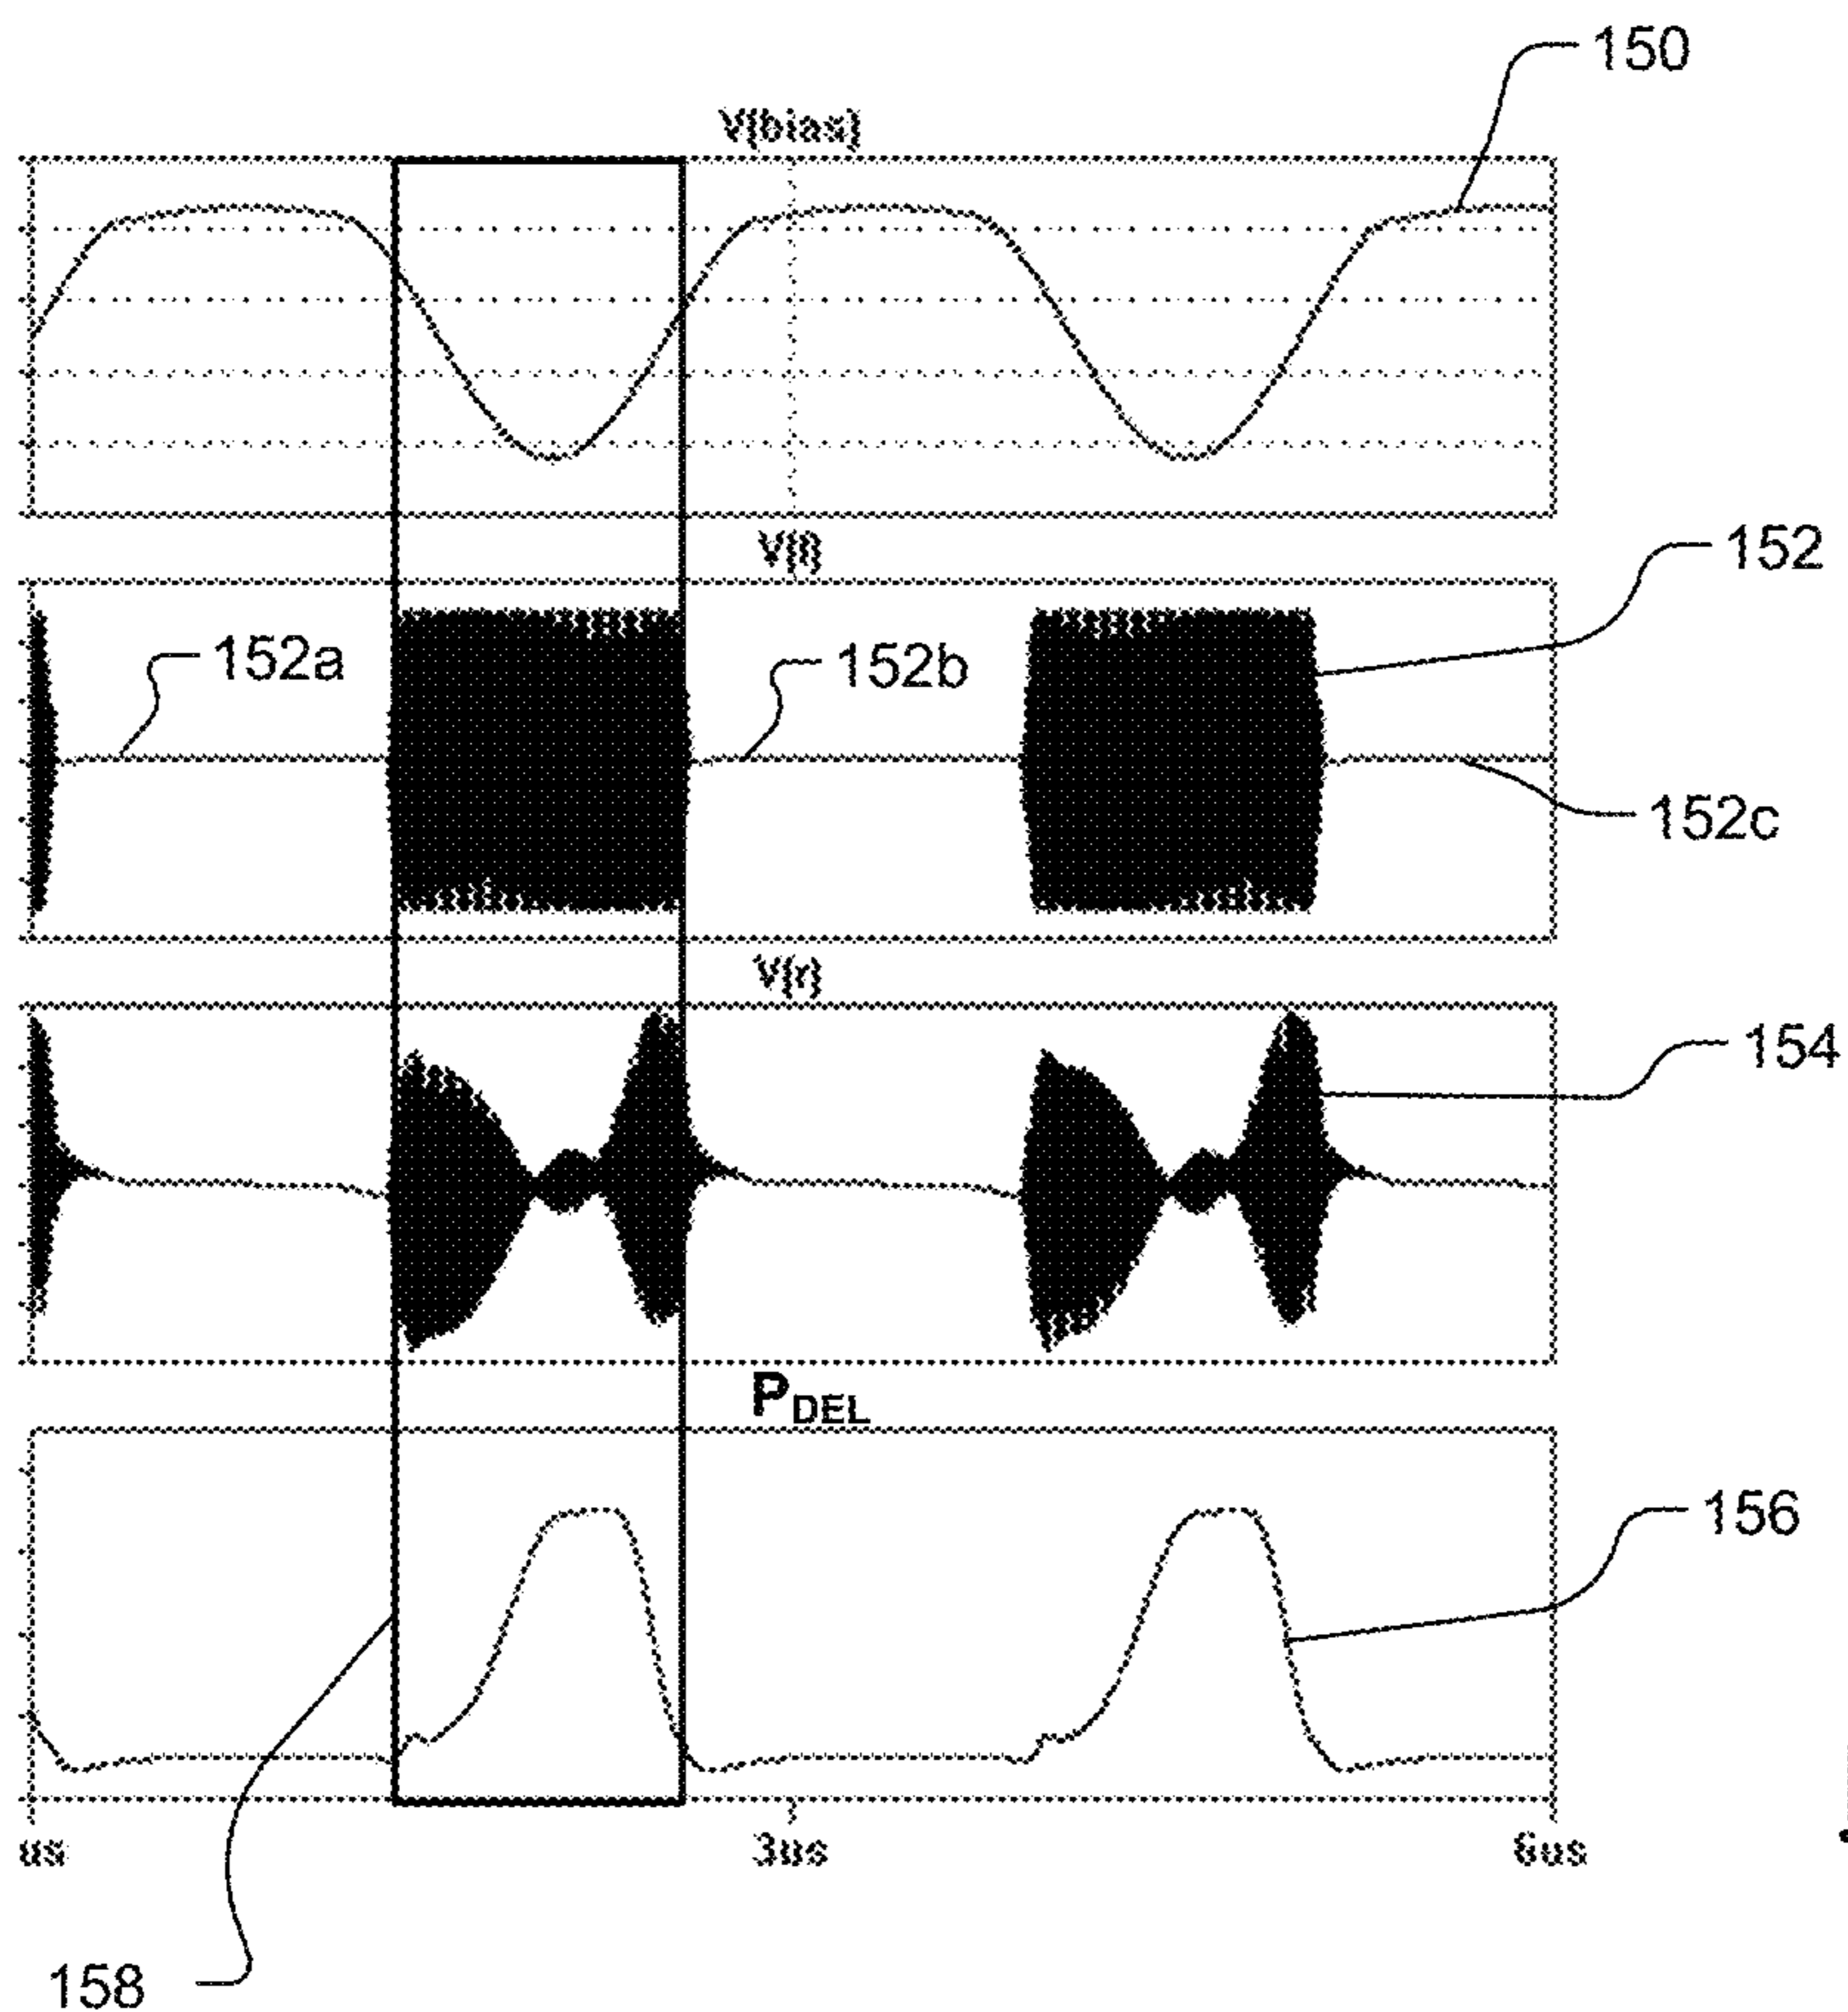 150
V[bias]
V[f]
152
152a
152b
152c
V[r]
154
PDEL
156
us
3us
6us
158